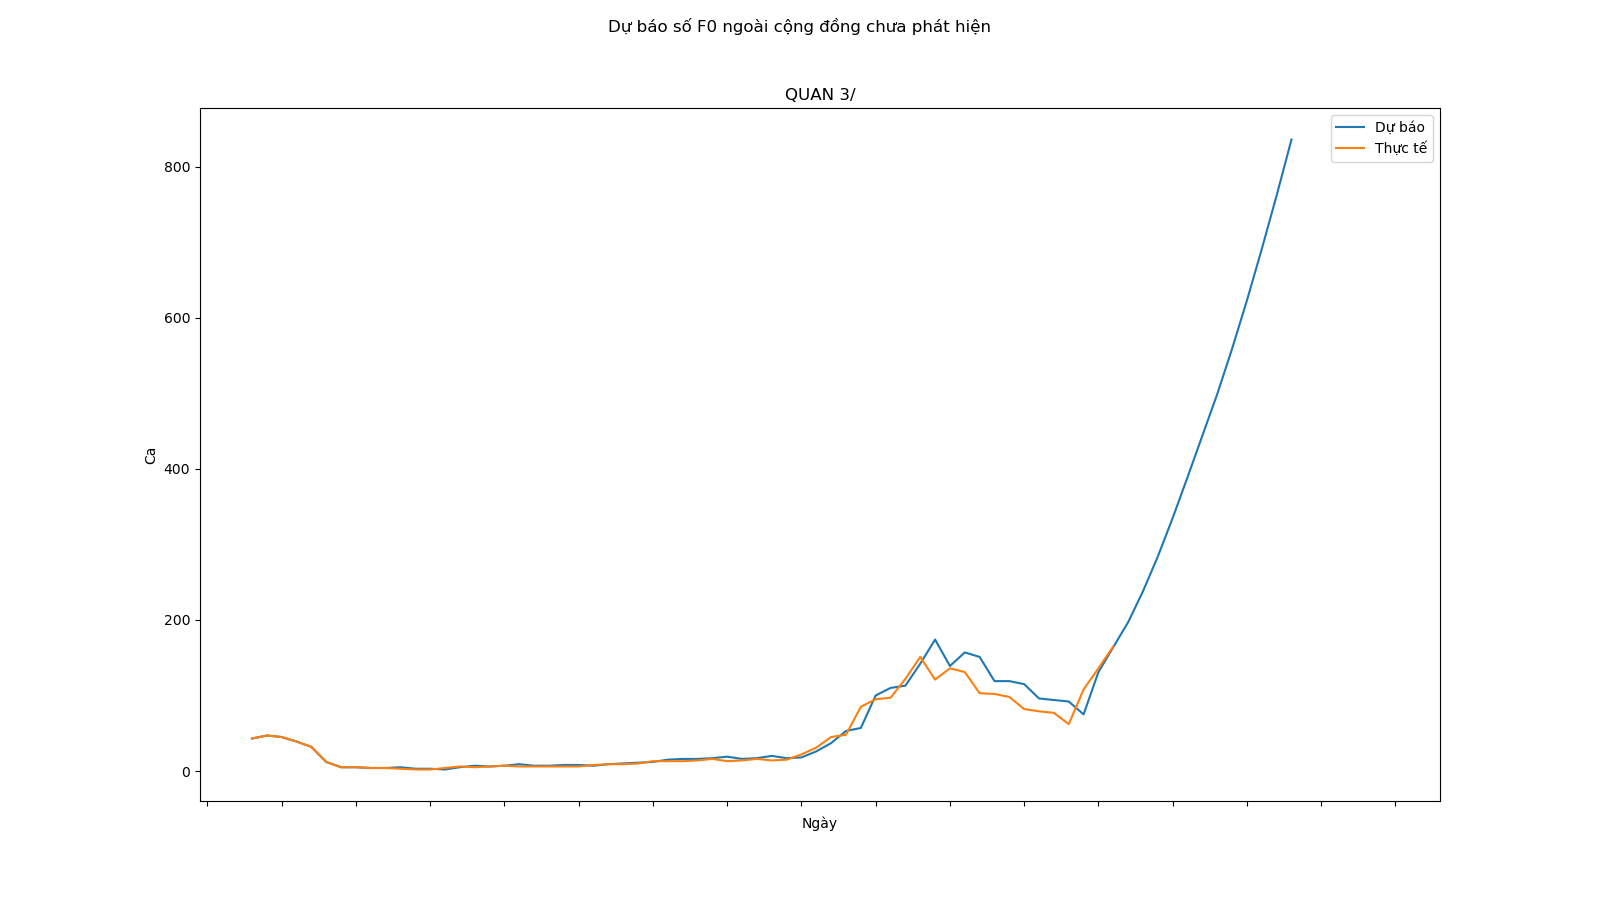 Dự báo số F0 ngoài cộng đồng chưa phát hiện
QUAN 3/
Dự báo
Thực tế
800
600
400
200
0
Ca
Ngày